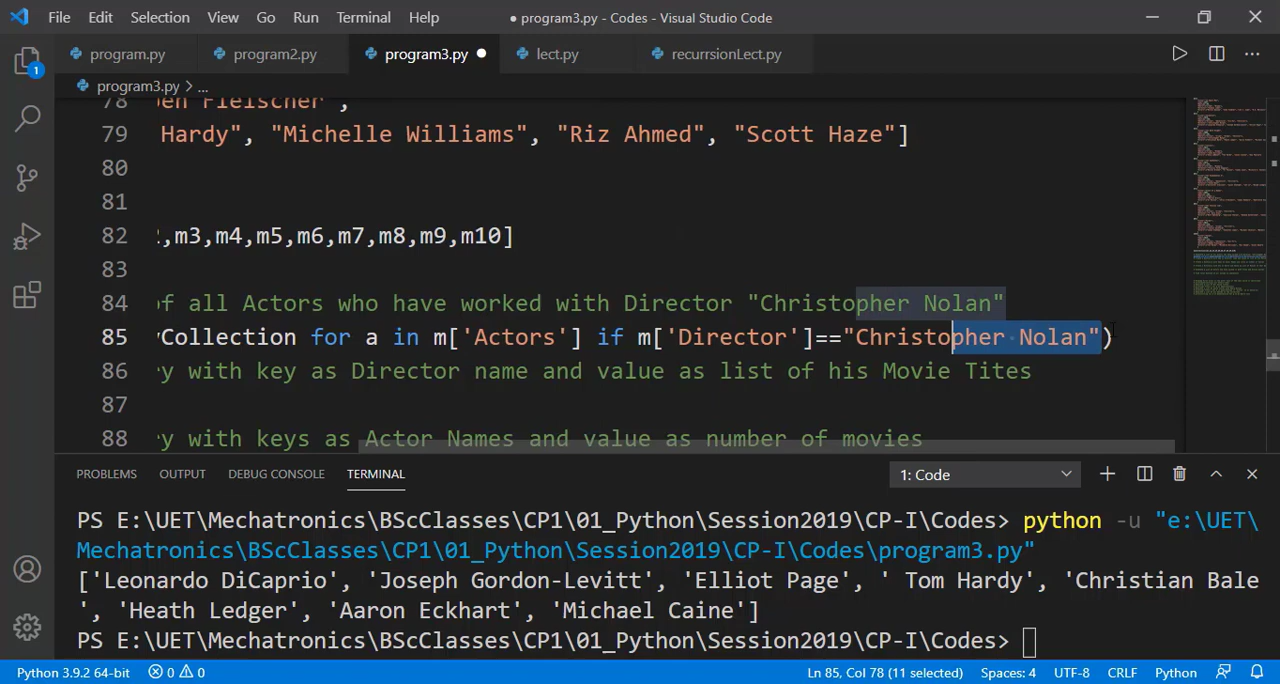 File Edit Selection View Go Run Terminal Help ● program3.py - Codes - Visual Studio Code
program.py program2.py program3.py ● lect.py recurrsionLect.py
1
program3.py > ...
78 en Fleischer",
79 Hardy", "Michelle Williams", "Riz Ahmed", "Scott Haze"]
80
81
82 ,m3,m4,m5,m6,m7,m8,m9,m10]
83
84 of all Actors who have worked with Director "Christopher Nolan"
85 yCollection for a in m['Actors'] if m['Director']=="Christopher Nolan")
86 ry with key as Director name and value as list of his Movie Tites
87
88 ry with keys as Actor Names and value as number of movies
PROBLEMS OUTPUT DEBUG CONSOLE TERMINAL 1: Code
PS E:\UET\Mechatronics\BScClasses\CP1\01_Python\Session2019\CP-I\Codes> python -u "e:\UET\
Mechatronics\BScClasses\CP1\01_Python\Session2019\CP-I\Codes\program3.py"
['Leonardo DiCaprio', 'Joseph Gordon-Levitt', 'Elliot Page', ' Tom Hardy', 'Christian Bale
', 'Heath Ledger', 'Aaron Eckhart', 'Michael Caine']
PS E:\UET\Mechatronics\BScClasses\CP1\01_Python\Session2019\CP-I\Codes>
Python 3.9.2 64-bit 0 0 Ln 85, Col 78 (11 selected) Spaces: 4 UTF-8 CRLF Python